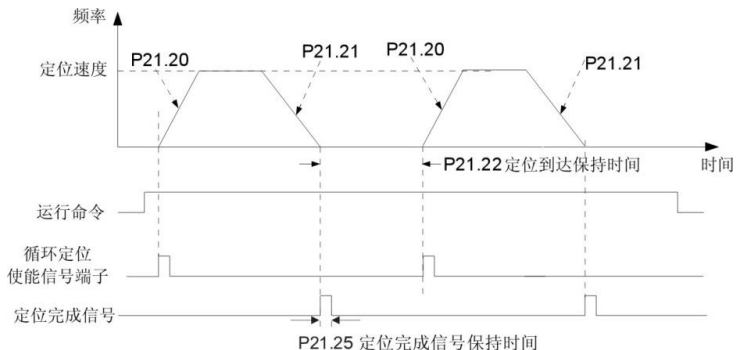 频率
定位速度
P21.20
P21.21
P21.20
P21.21
P21.22 定位到达保持时间
时间
运行命令
循环定位
使能信号端子
定位完成信号
P21.25 定位完成信号保持时间